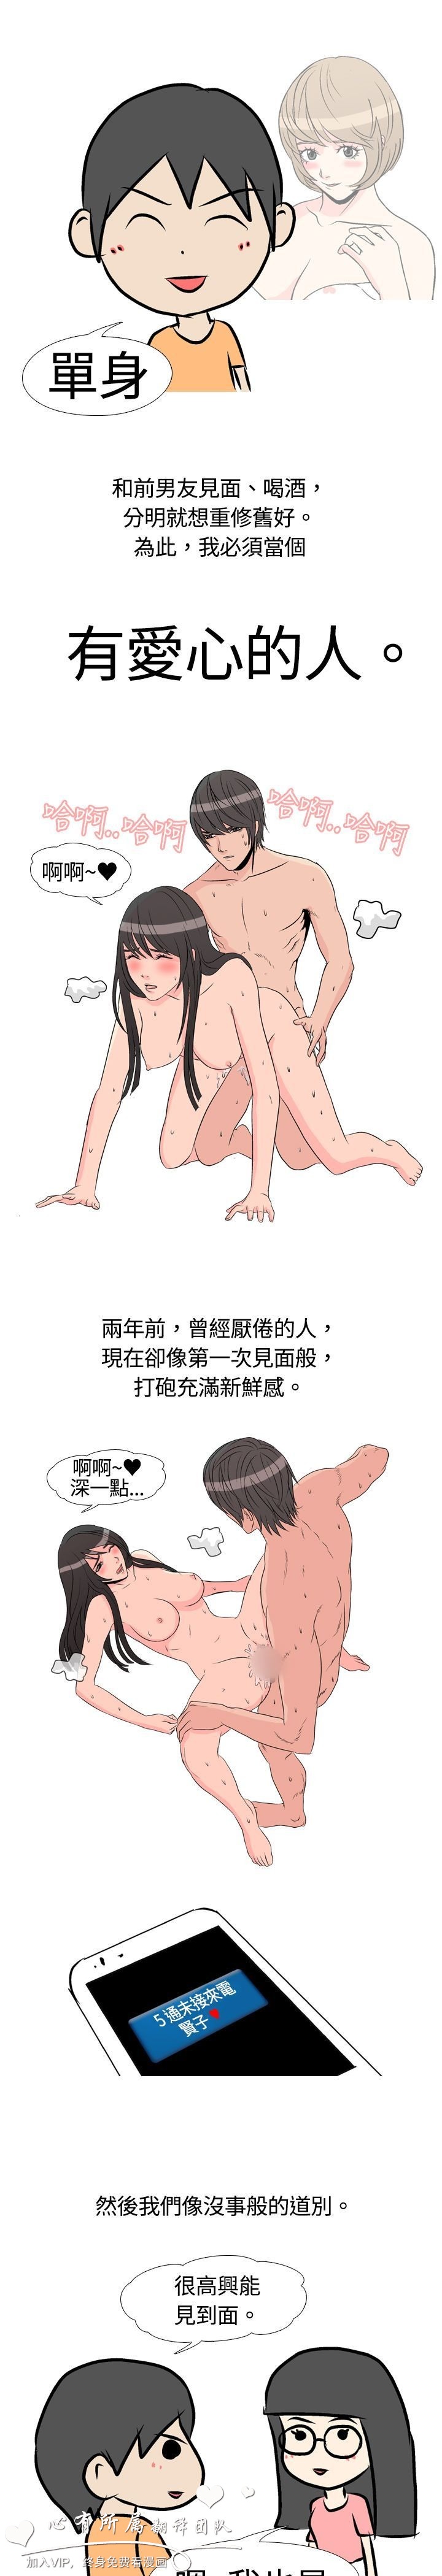 單身
和前男友見面、喝酒，
分明就想重修舊好。
為此，我必須當個
有愛心的人。
哈啊..哈啊
哈啊..哈啊
啊啊~♥
兩年前，曾經厭倦的人，
現在卻像第一次見面般，
打砲充滿新鮮感。
啊啊~♥
深一點...
5通未接來電
賢子♥
然後我們像沒事般的道別。
很高興能
見到面。
心有所属翻译团队
加入VIP，终身免费看漫画